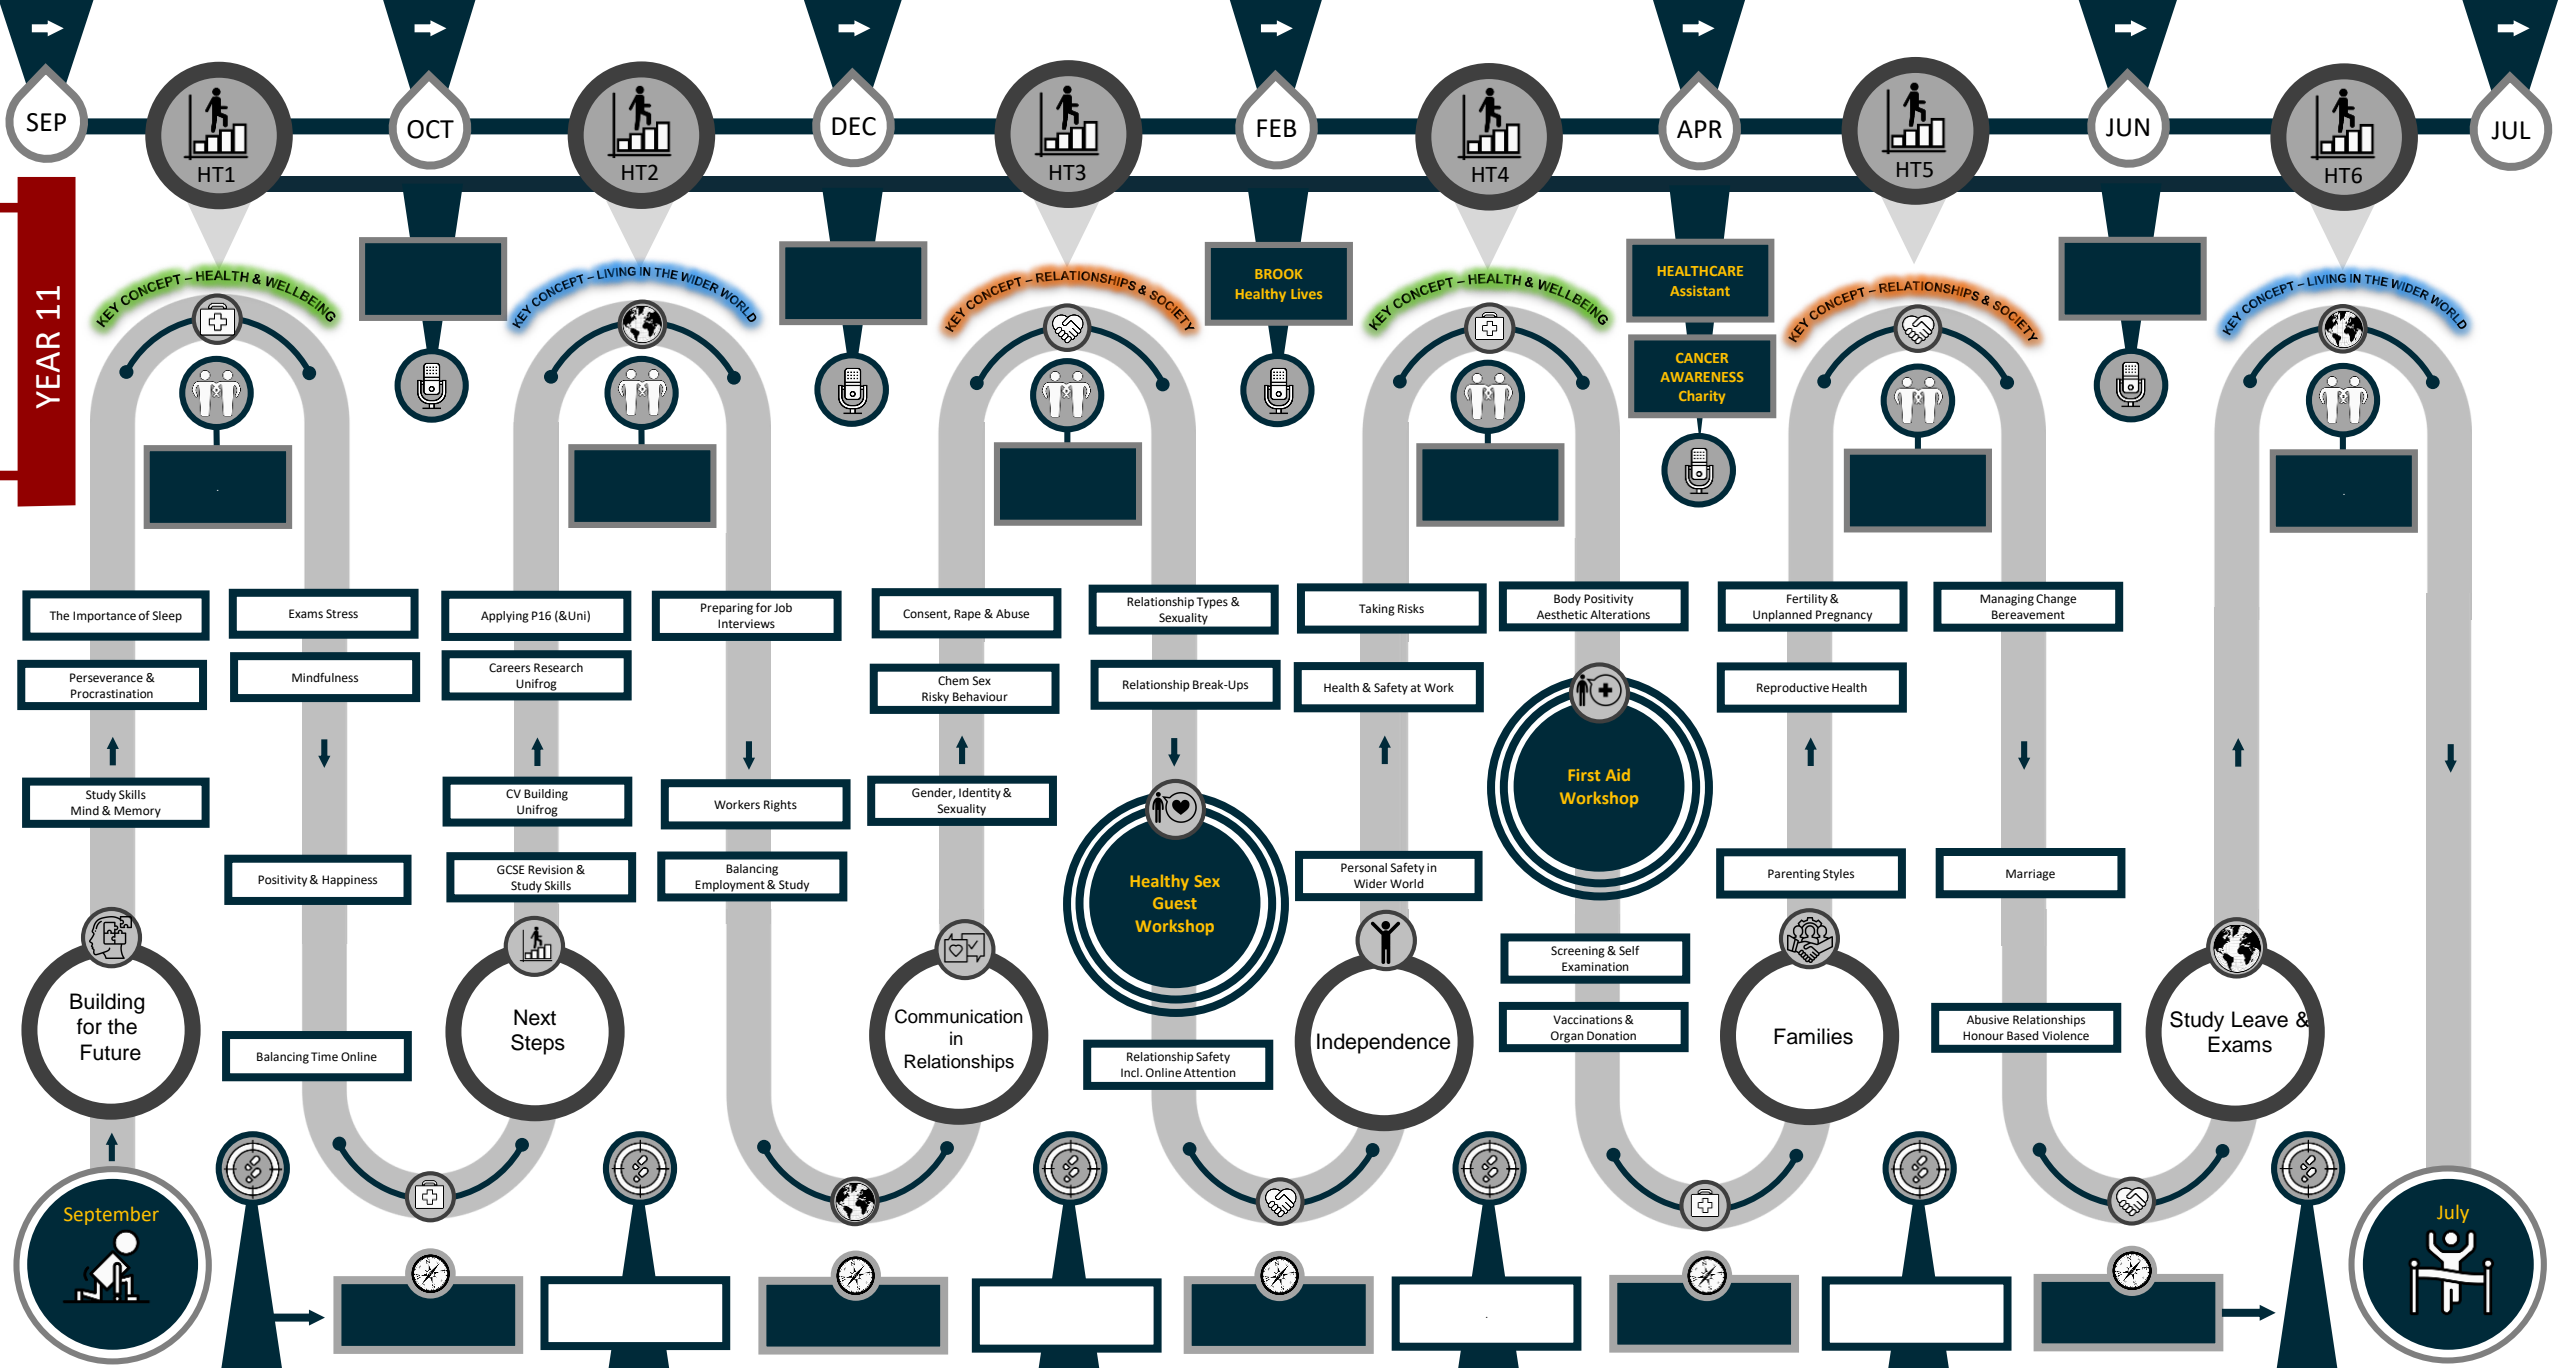 SEP
OCT
DEC
FEB
APR
JUN
JUL
HT1
HT2
HT3
HT4
HT5
HT6
YEAR 11
KEY CONCEPT – HEALTH & WELLBEING
KEY CONCEPT – LIVING IN THE WIDER WORLD
KEY CONCEPT – RELATIONSHIPS & SOCIETY
KEY CONCEPT – HEALTH & WELLBEING
KEY CONCEPT – RELATIONSHIPS & SOCIETY
KEY CONCEPT – LIVING IN THE WIDER WORLD
BROOK
Healthy Lives
HEALTHCARE
Assistant
CANCER
AWARENESS
Charity
The Importance of Sleep
Perseverance &
Procrastination
Study Skills
Mind & Memory
Building
for the
Future
September
Exams Stress
Mindfulness
Positivity & Happiness
Balancing Time Online
Applying P16 (&Uni)
Careers Research
Unifrog
CV Building
Unifrog
GCSE Revision &
Study Skills
Next
Steps
Preparing for Job
Interviews
Workers Rights
Balancing
Employment & Study
Consent, Rape & Abuse
Chem Sex
Risky Behaviour
Gender, Identity &
Sexuality
Communication
in
Relationships
Relationship Types &
Sexuality
Relationship Break-Ups
Healthy Sex
Guest
Workshop
Relationship Safety
Incl. Online Attention
Taking Risks
Health & Safety at Work
Personal Safety in
Wider World
Independence
Body Positivity
Aesthetic Alterations
First Aid
Workshop
Screening & Self
Examination
Vaccinations &
Organ Donation
Fertility &
Unplanned Pregnancy
Reproductive Health
Parenting Styles
Families
Managing Change
Bereavement
Marriage
Abusive Relationships
Honour Based Violence
Study Leave &
Exams
July